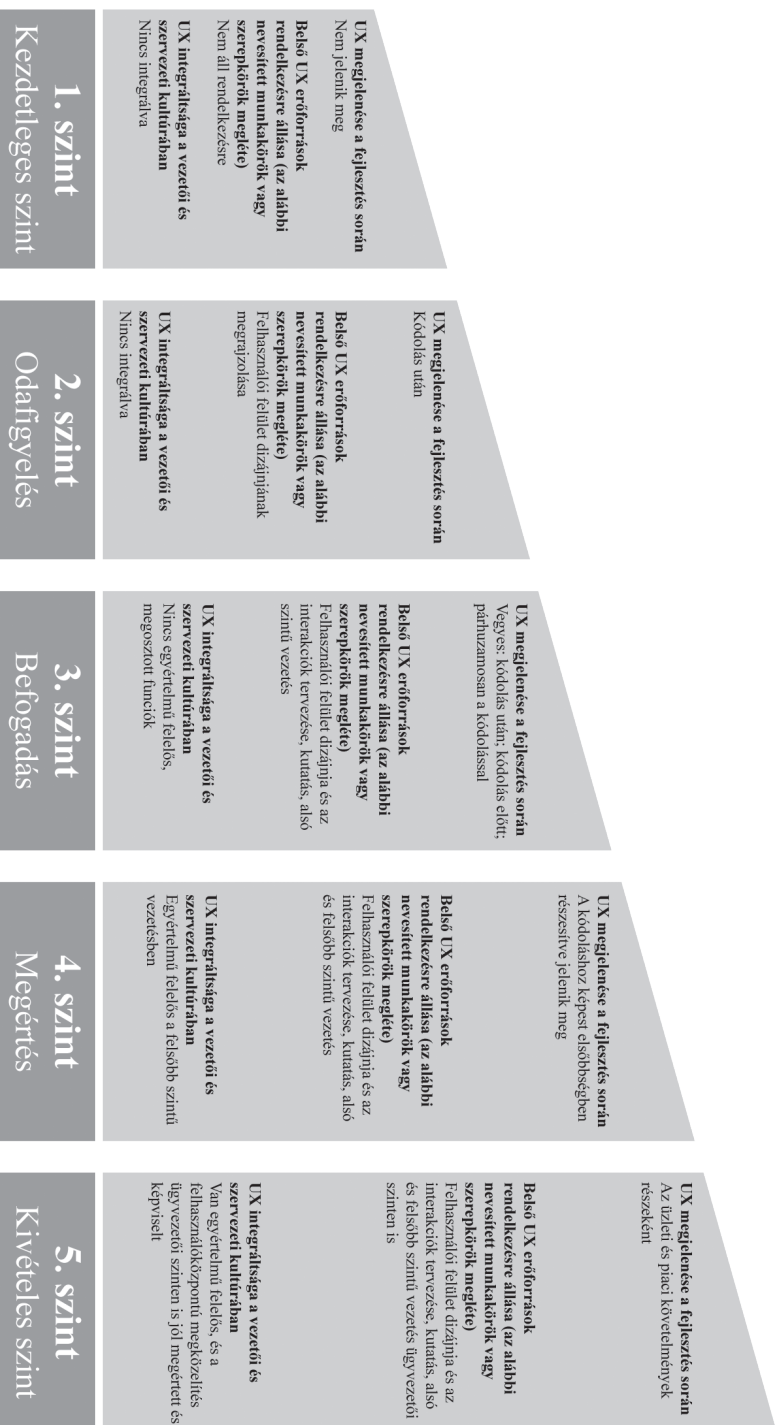 UX megjelenése a fejlesztés során
Nem jelenik meg
Belső UX erőforrások
rendelkezésre állása (az alábbi
nevesített munkakörök vagy
szerepkörök megléte)
Nem áll rendelkezésre
UX integráltsága a vezetői és
szervezeti kultúrában
Nincs integrálva
1. szint
Kezdetleges szint
UX megjelenése a fejlesztés során
Kódolás után
Belső UX erőforrások
rendelkezésre állása (az alábbi
nevesített munkakörök vagy
szerepkörök megléte)
Felhasználói felület dizájnjának
megrajzolása
UX integráltsága a vezetői és
szervezeti kultúrában
Nincs integrálva
2. szint
Odafigyelés
UX megjelenése a fejlesztés során
Vegyes: kódolás után; kódolás előtt;
párhuzamosan a kódolással
Belső UX erőforrások
rendelkezésre állása (az alábbi
nevesített munkakörök vagy
szerepkörök megléte)
Felhasználói felület dizájnja és az
interakciók tervezése, kutatás, alsó
szintű vezetés
UX integráltsága a vezetői és
szervezeti kultúrában
Nincs egyértelmű felelős,
megosztott funciók
3. szint
Befogadás
UX megjelenése a fejlesztés során
A kódoláshoz képest elsőbbségben
részesítve jelenik meg
Belső UX erőforrások
rendelkezésre állása (az alábbi
nevesített munkakörök vagy
szerepkörök megléte)
Felhasználói felület dizájnja és az
interakciók tervezése, kutatás, alsó
és felsőbb szintű vezetés
UX integráltsága a vezetői és
szervezeti kultúrában
Egyértelmű felelős a felsőbb szintű
vezetésben
4. szint
Megértés
UX megjelenése a fejlesztés során
Az üzleti és piaci követelmények
részeként
Belső UX erőforrások
rendelkezésre állása (az alábbi
nevesített munkakörök vagy
szerepkörök megléte)
Felhasználói felület dizájnja és az
interakciók tervezése, kutatás, alsó
és felsőbb szintű vezetés ügyvezetői
szinten is
UX integráltsága a vezetői és
szervezeti kultúrában
Van egyértelmű felelős, és a
felhasználóközpontú megközelítés
ügyvezetői szinten is jól megértett és
képviselt
5. szint
Kivételes szint